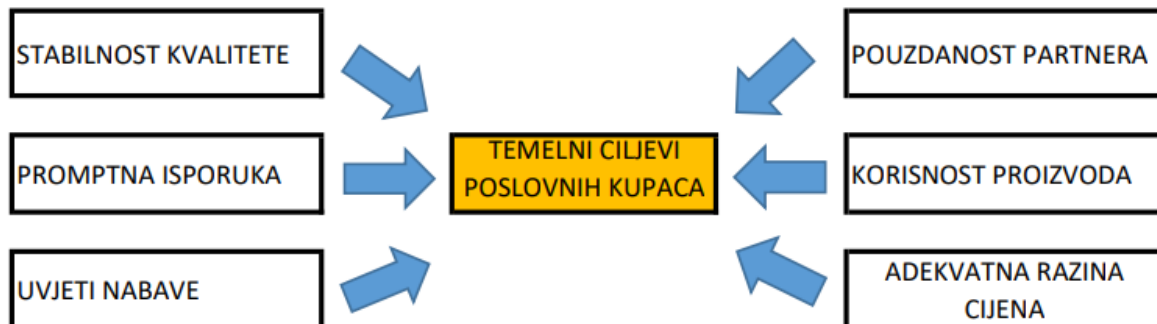 STABILNOST KVALITETE
POUZDANOST PARTNERA
PROMPTNA ISPORUKA
TEMELNI CILJEVI
POSLOVNIH KUPACA
KORISNOST PROIZVODA
UVJETI NABAVE
ADEKVATNA RAZINA
CIJENA